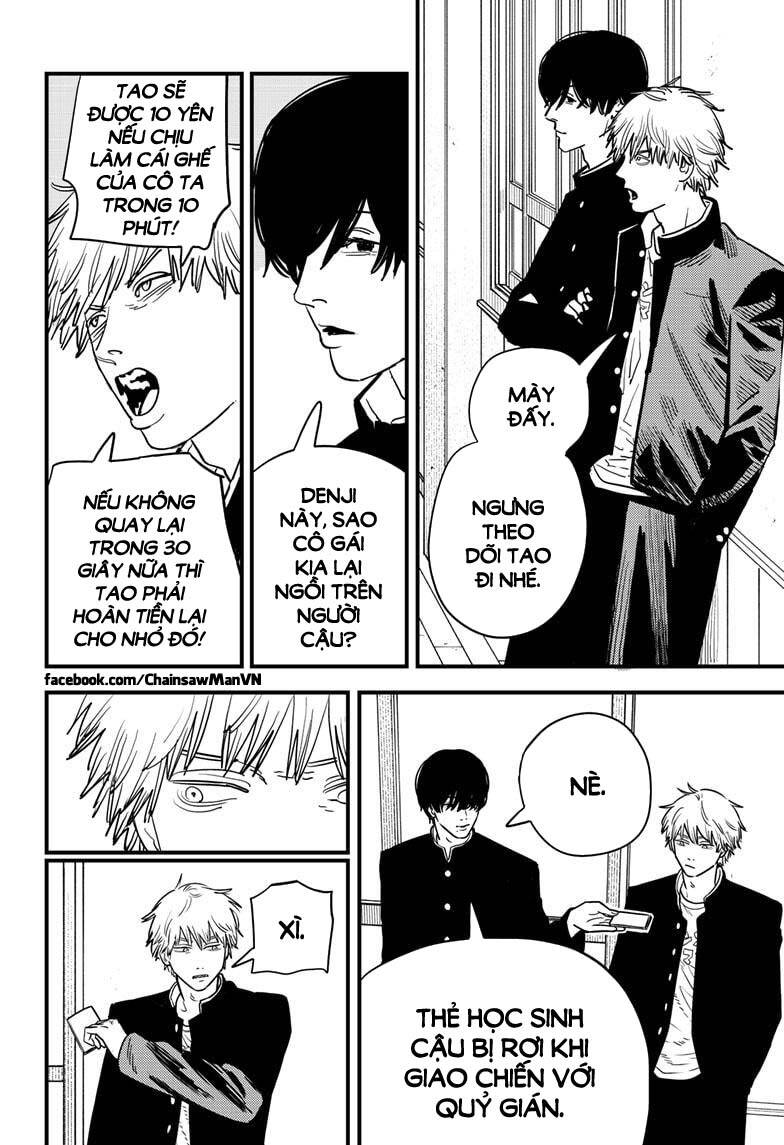 MÀY
ĐẤY.
NGƯNG
THEO
DÕI TAO
ĐI NHÉ.
DENJI
NÀY, SAO
CÔ GÁI
KIA LẠI
NGỒI TRÊN
NGƯỜI
CẬU?
TAO SẼ
ĐƯỢC 10 YÊN
NẾU CHỊU
LÀM CÁI GHẾ
CỦA CÔ TA
TRONG 10
PHÚT!
NẾU KHÔNG
QUAY LẠI
TRONG 30
GIÂY NỮA THÌ
TAO PHẢI
HOÀN TIỀN LẠI
CHO NHỎ ĐÓ!
facebook.com/ChainsawManVN
NÈ.
THẺ HỌC SINH
CẬU BỊ RƠI KHI
GIAO CHIẾN VỚI
QUỶ GIÁN.
XÌ.